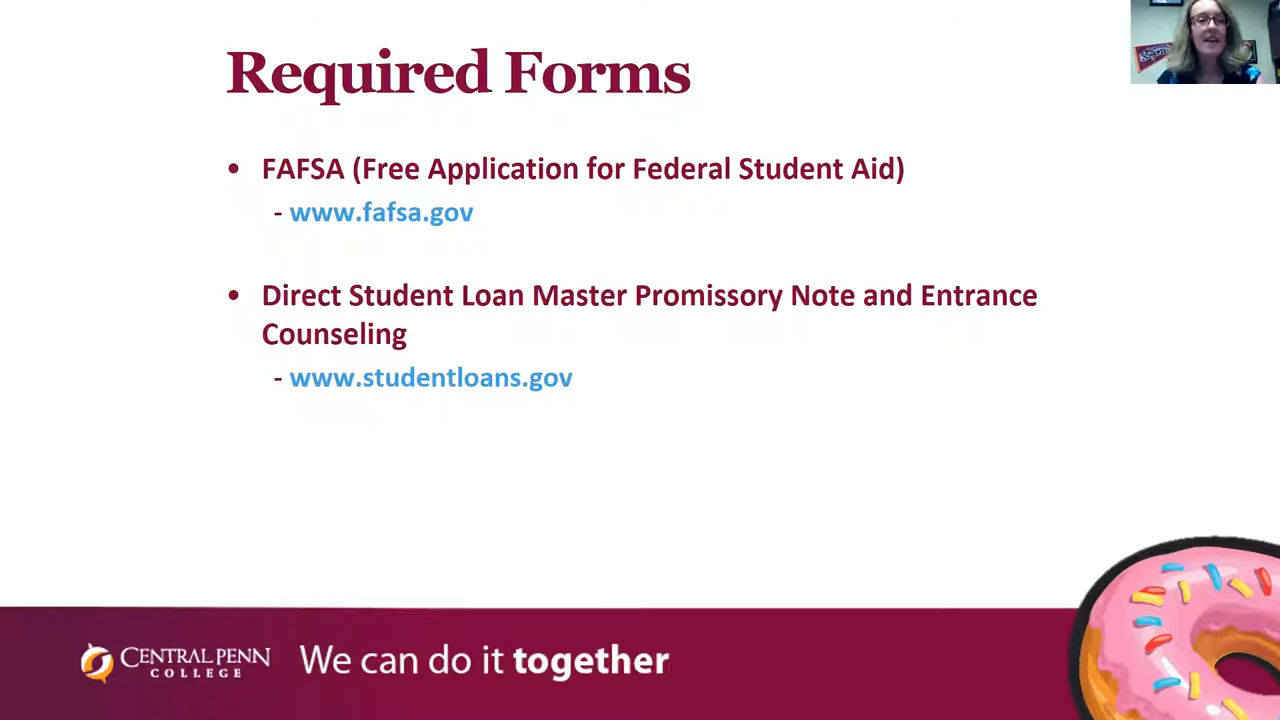 Required Forms
• FAFSA (Free Application for Federal Student Aid)
- www.fafsa.gov
• Direct Student Loan Master Promissory Note and Entrance
Counseling
- www.studentloans.gov
CENTRAL PENN
COLLEGE
We can do it together